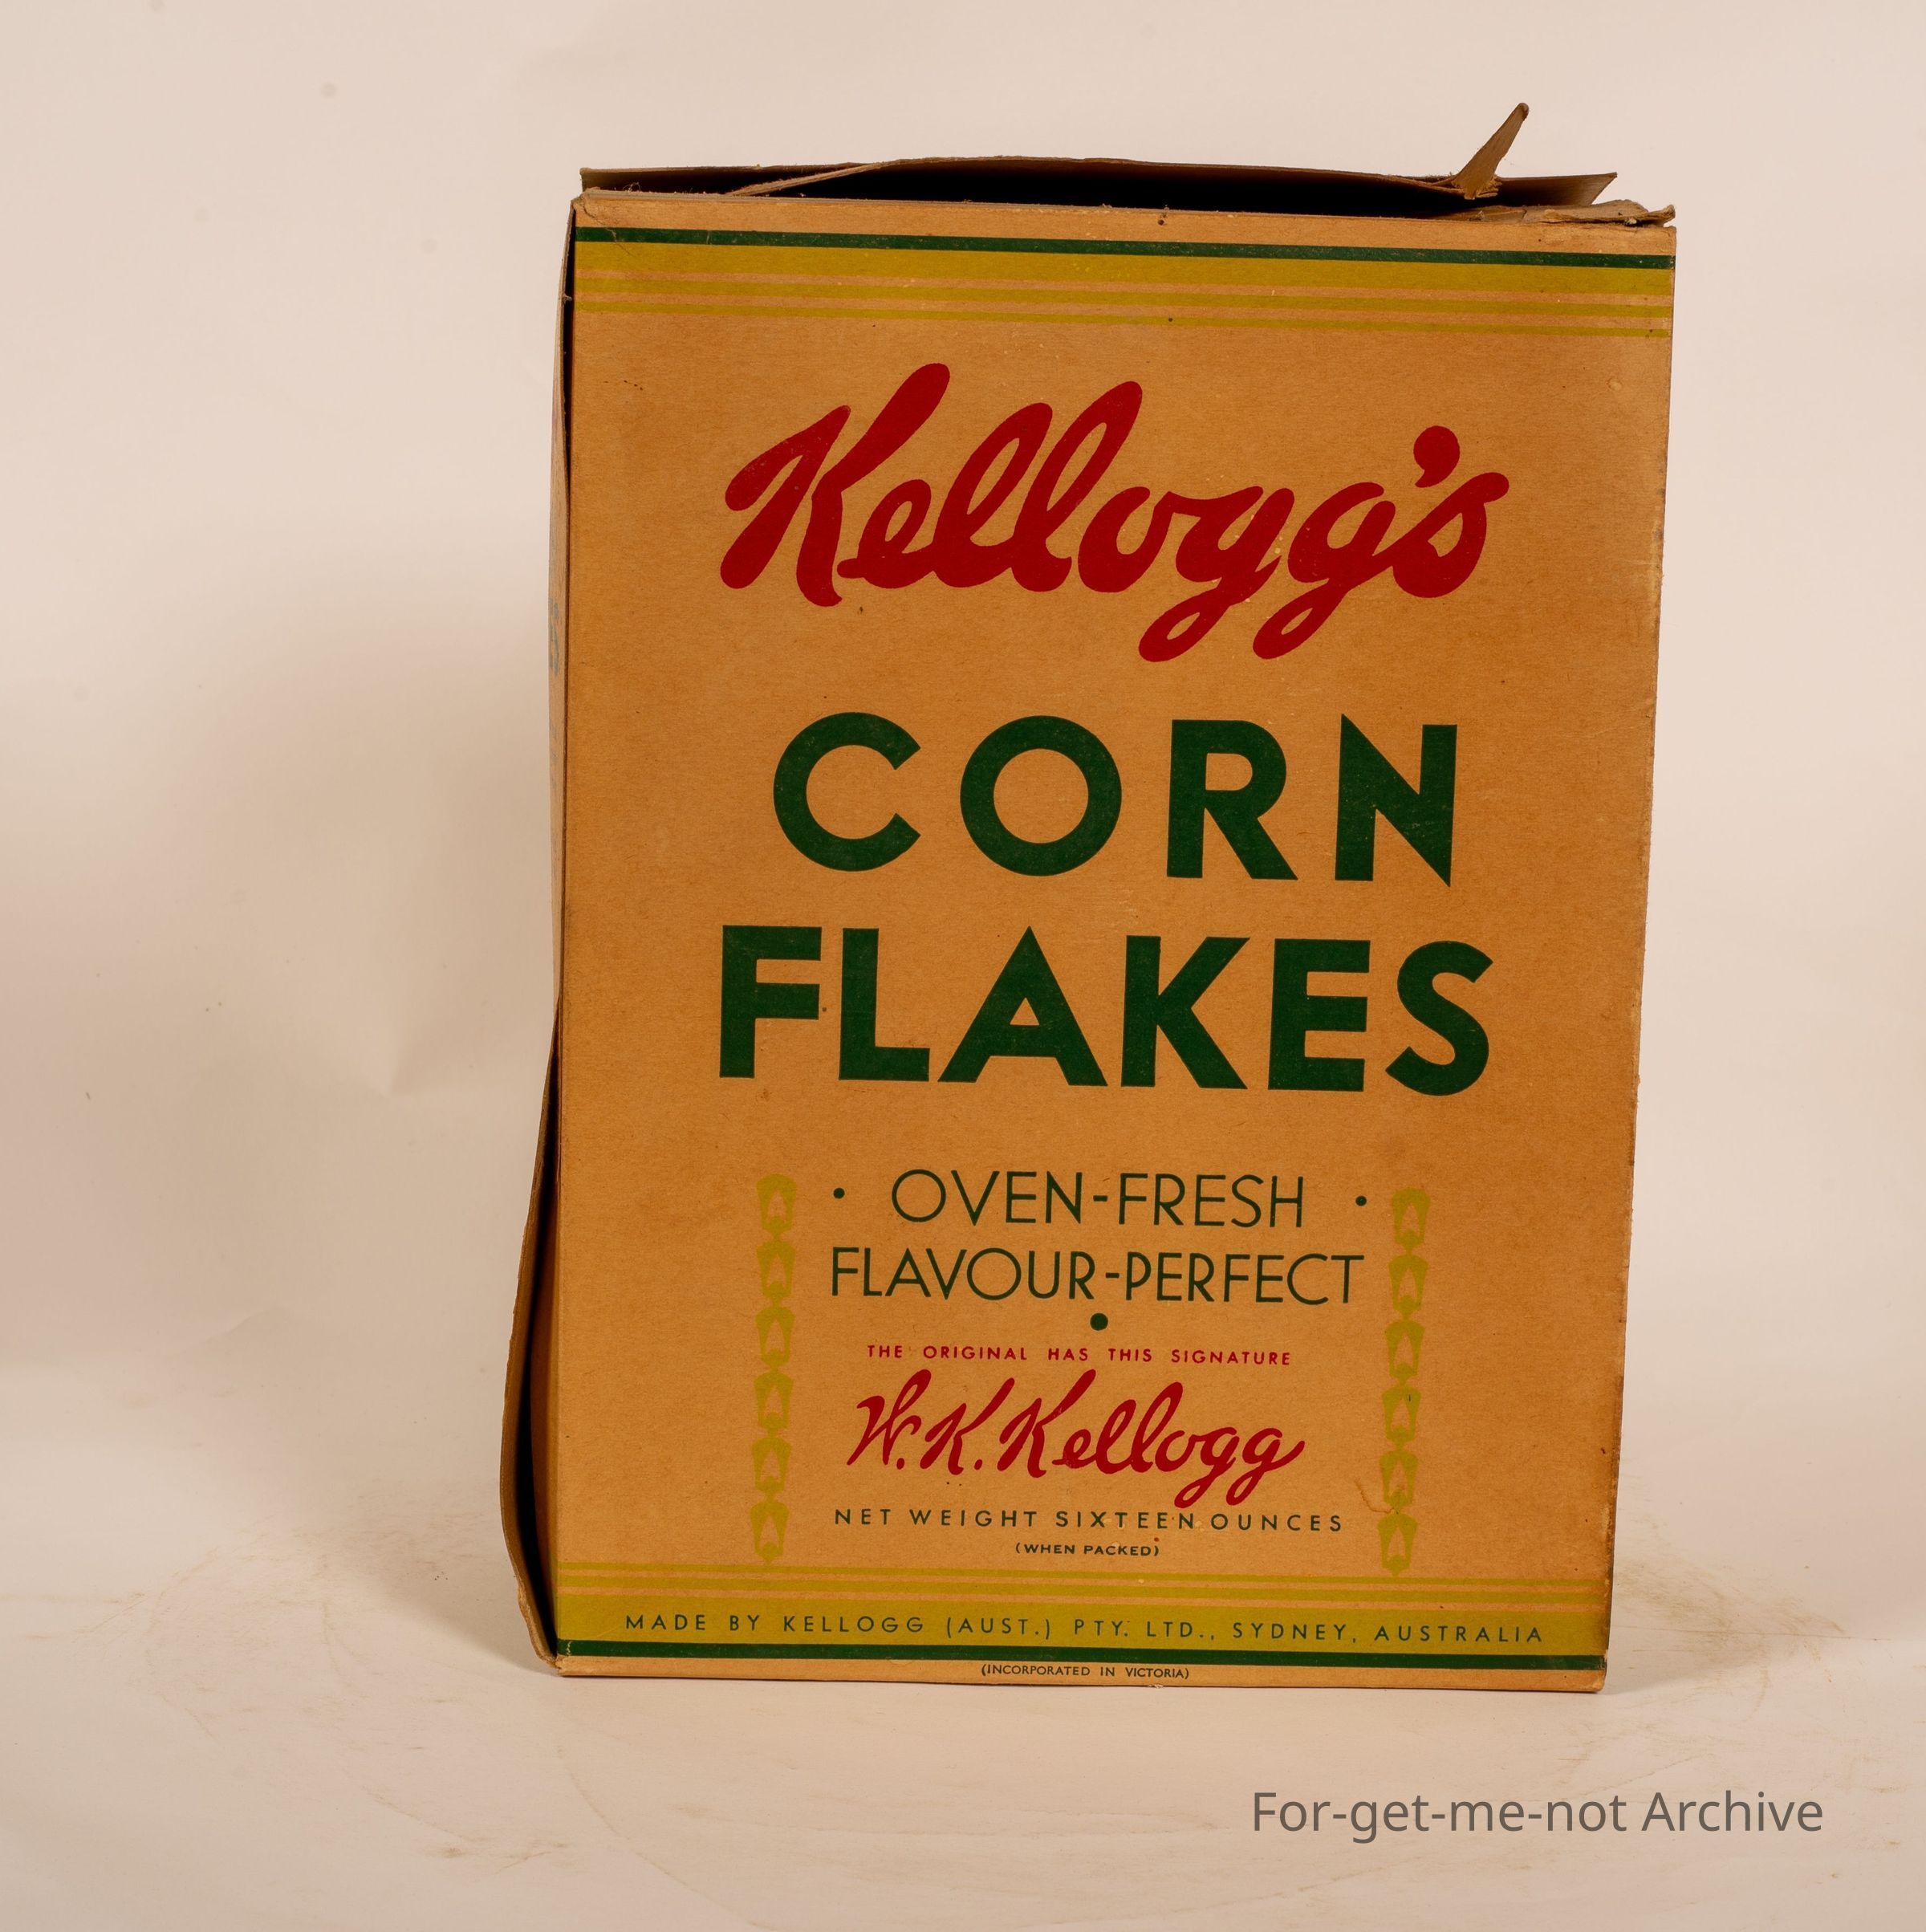 Kellogg's
CORN
FLAKES
• OVEN-FRESH •
FLAVOUR-PERFECT
•
THE ORIGINAL HAS THIS SIGNATURE
W.K.Kellogg
NET WEIGHT SIXTEEN OUNCES
(WHEN PACKED)
MADE BY KELLOGG (AUST.) PTY. LTD., SYDNEY, AUSTRALIA
(INCORPORATED IN VICTORIA)
For-get-me-not Archive